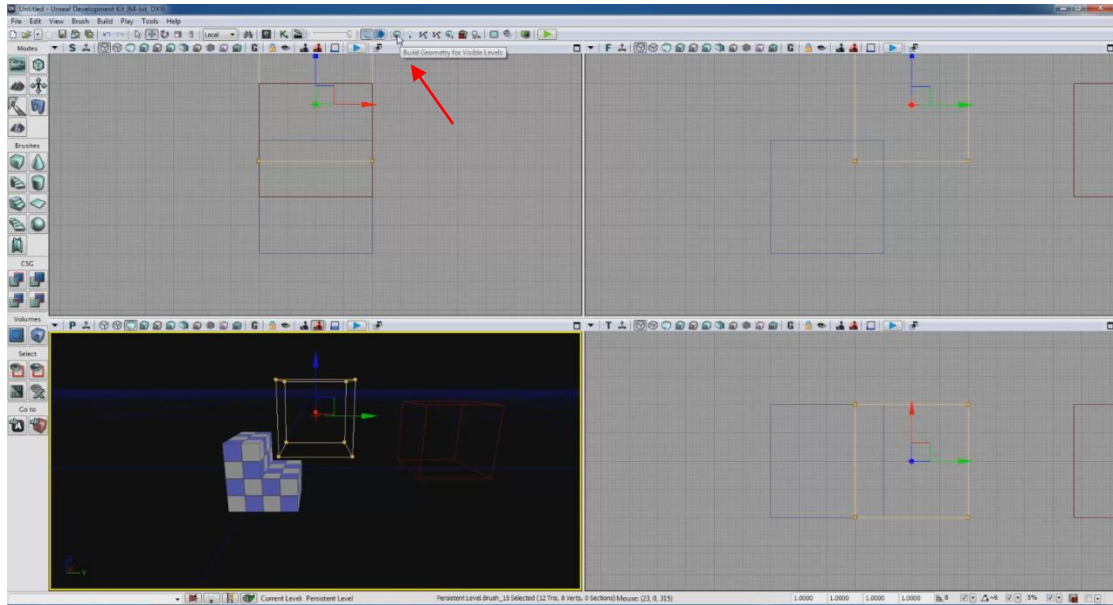 Untitled - Unreal Development Kit (64-bit, DX9)
File Edit View Brush Build Play Tools Help
Local
Build Geometry for Visible Levels
Modes
S
G
F
G
Brushes
CSG
Volumes
P
G
T
G
Select
Go to
Z
Y
Current Level: Persistent Level
Persistent Level.Brush_15 Selected (12 Tris, 8 Verts, 0 Sections) Mouse: (23, 0, 315)
1.0000 1.0000 1.0000 1.0000
5%